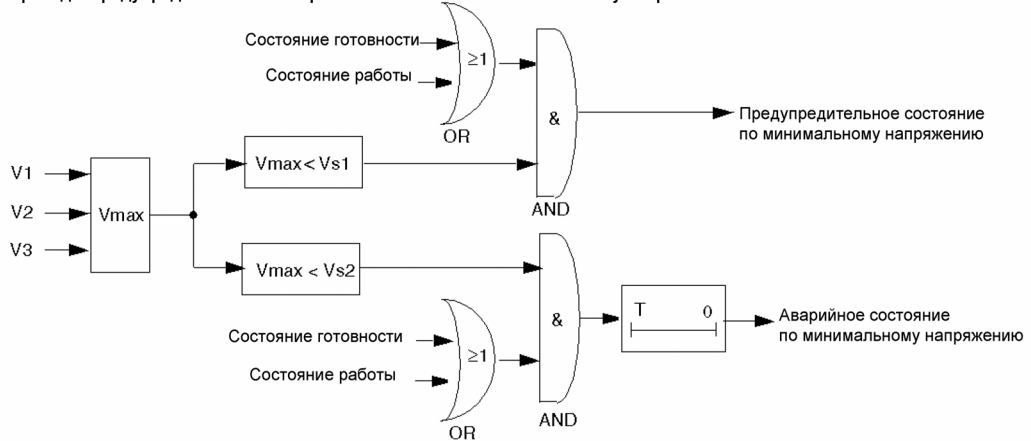 Состояние готовности
Состояние работы
≥1
OR
&
AND
Предупредительное состояние
по минимальному напряжению
V1
V2
V3
Vmax
Vmax< Vs1
Vmax < Vs2
Состояние готовности
Состояние работы
≥1
OR
&
AND
T 0
Аварийное состояние
по минимальному напряжению